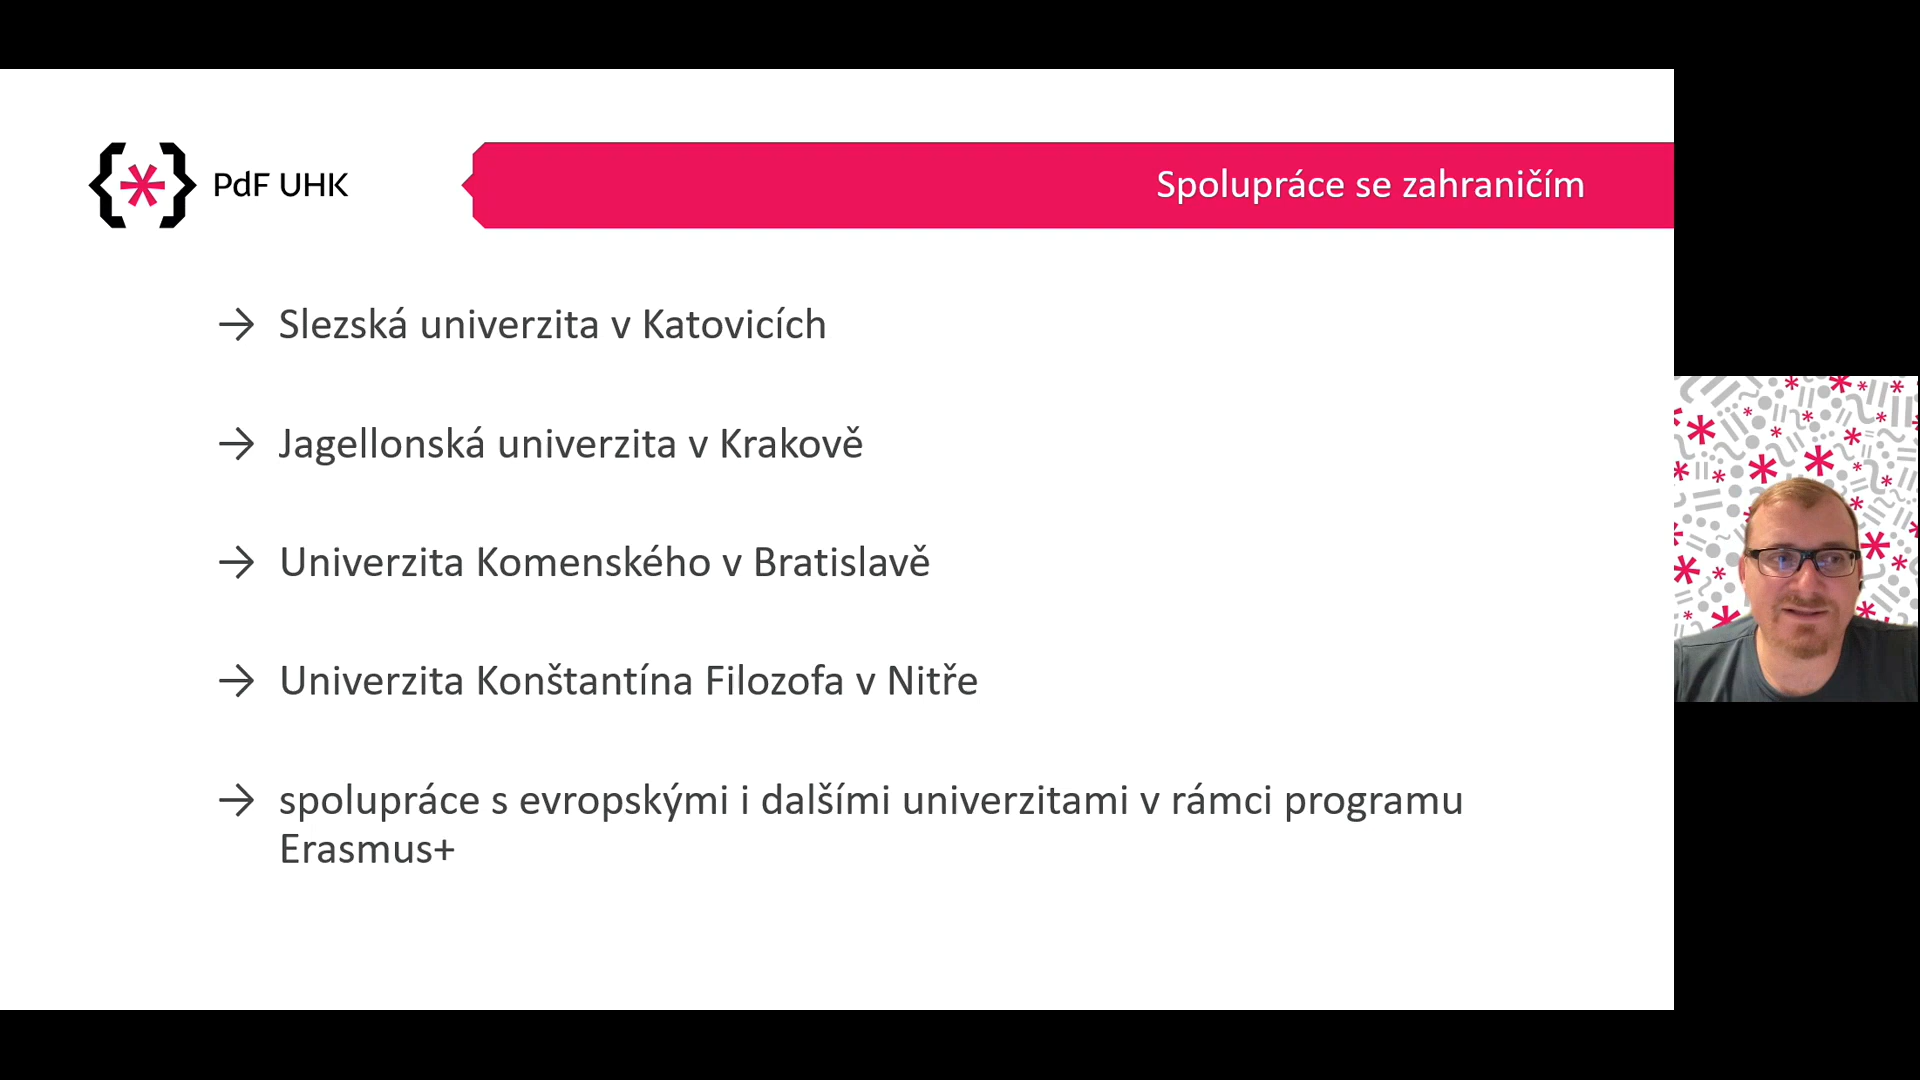 PdF UHK
Spolupráce se zahraničím
→ Slezská univerzita v Katovicích
→ Jagellonská univerzita v Krakově
→ Univerzita Komenského v Bratislavě
→ Univerzita Konštantína Filozofa v Nitře
→ spolupráce s evropskými i dalšími univerzitami v rámci programu
Erasmus+